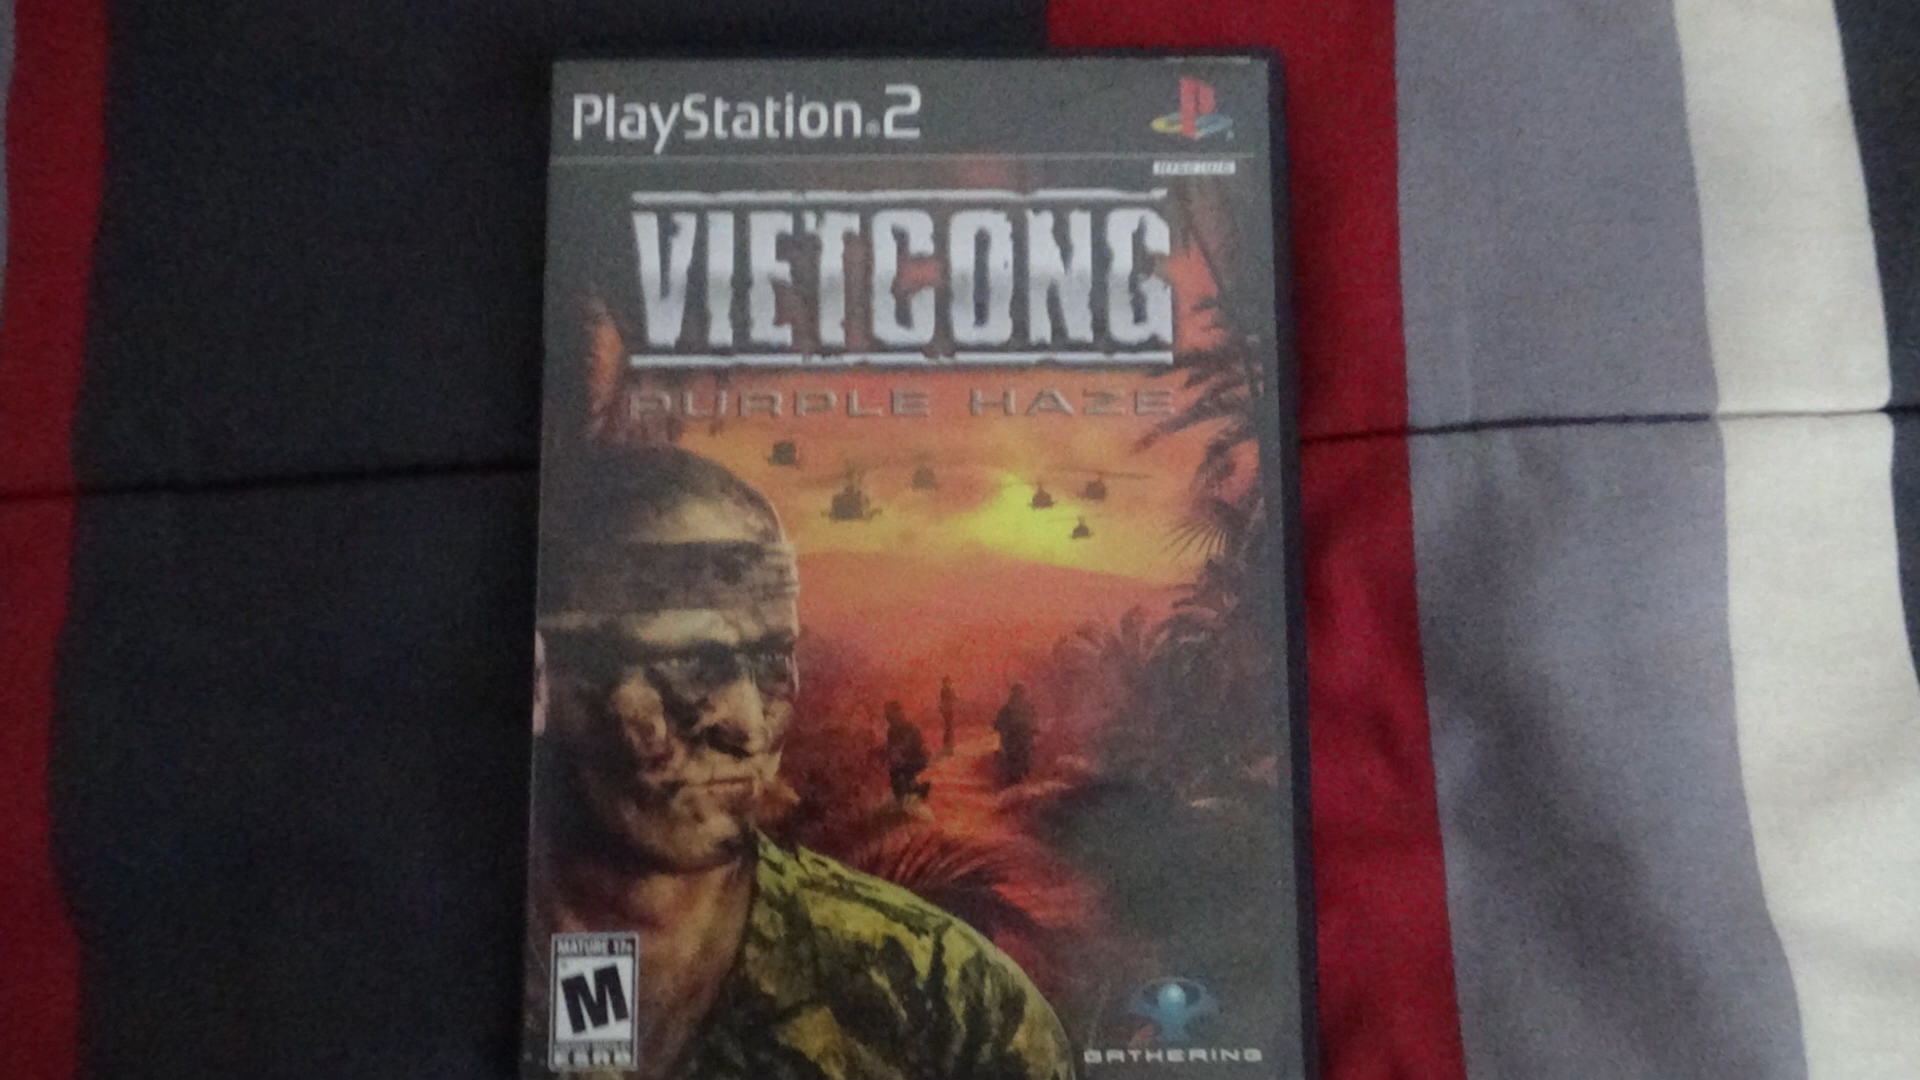 PlayStation®2
VIETCONG
PURPLE HAZE
MATURE 17+
M
ESRB
GATHERING